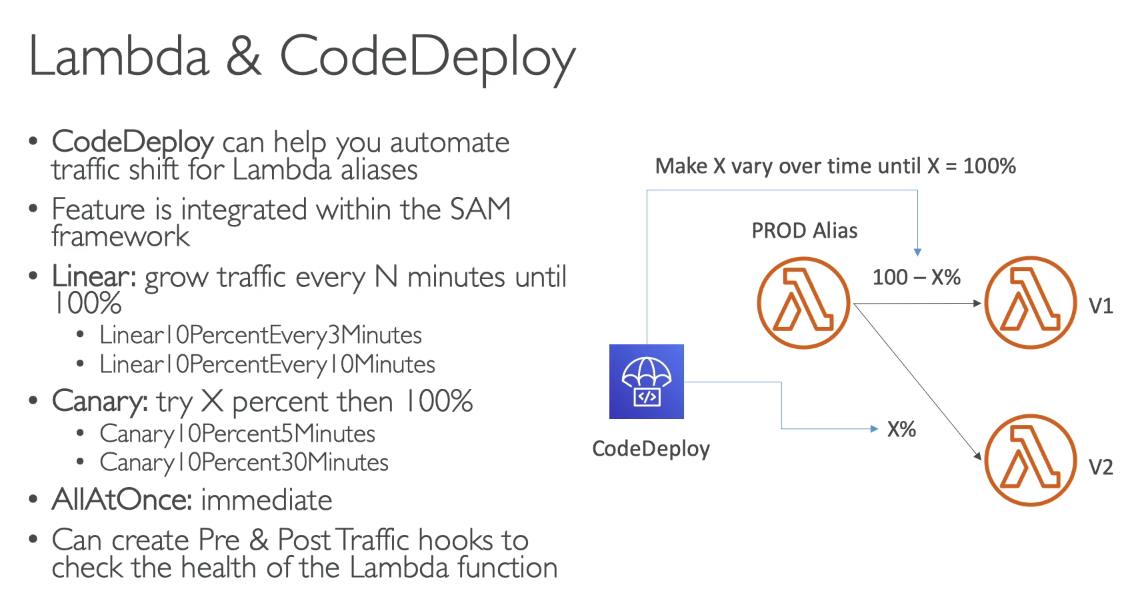 Lambda & CodeDeploy
• CodeDeploy can help you automate
traffic shift for Lambda aliases
• Feature is integrated within the SAM
framework
• Linear: grow traffic every N minutes until
100%
• Linear10PercentEvery3Minutes
• Linear10PercentEvery10Minutes
• Canary: try X percent then 100%
• Canary10Percent5Minutes
• Canary10Percent30Minutes
• AllAtOnce: immediate
• Can create Pre & Post Traffic hooks to
check the health of the Lambda function
Make X vary over time until X = 100%
PROD Alias
100 – X%
V1
</>
CodeDeploy
X%
V2